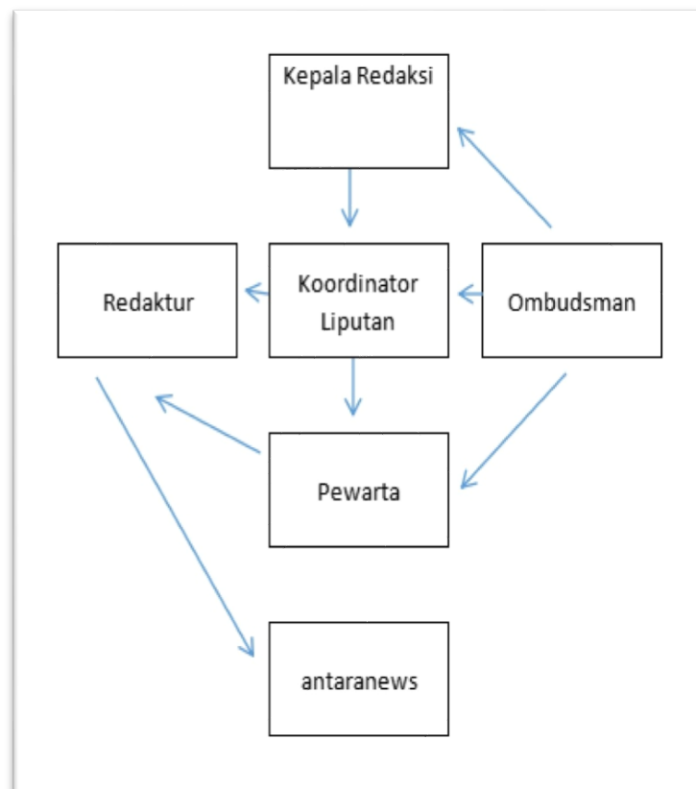 Kepala Redaksi
Redaktur
Koordinator
Liputan
Ombudsman
Pewarta
antaranews